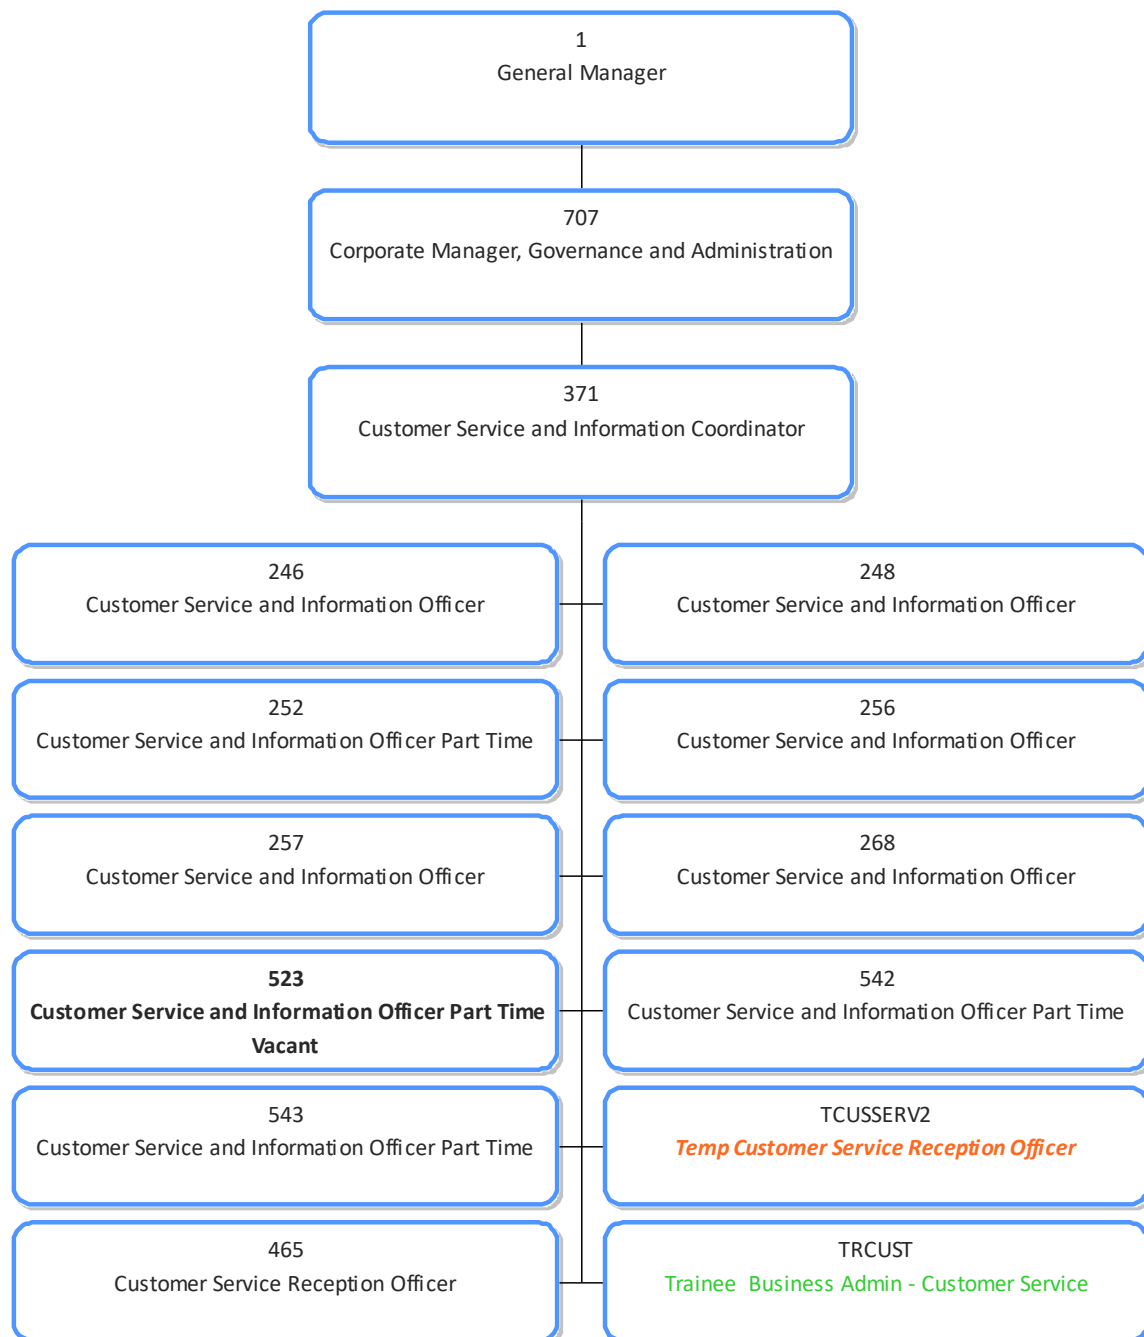 1
General Manager
707
Corporate Manager, Governance and Administration
371
Customer Service and Information Coordinator
246
Customer Service and Information Officer
248
Customer Service and Information Officer
252
Customer Service and Information Officer Part Time
256
Customer Service and Information Officer
257
Customer Service and Information Officer
268
Customer Service and Information Officer
523
Customer Service and Information Officer Part Time
Vacant
542
Customer Service and Information Officer Part Time
543
Customer Service and Information Officer Part Time
TCUSSERV2
Temp Customer Service Reception Officer
465
Customer Service Reception Officer
TRCUST
Trainee  Business Admin - Customer Service